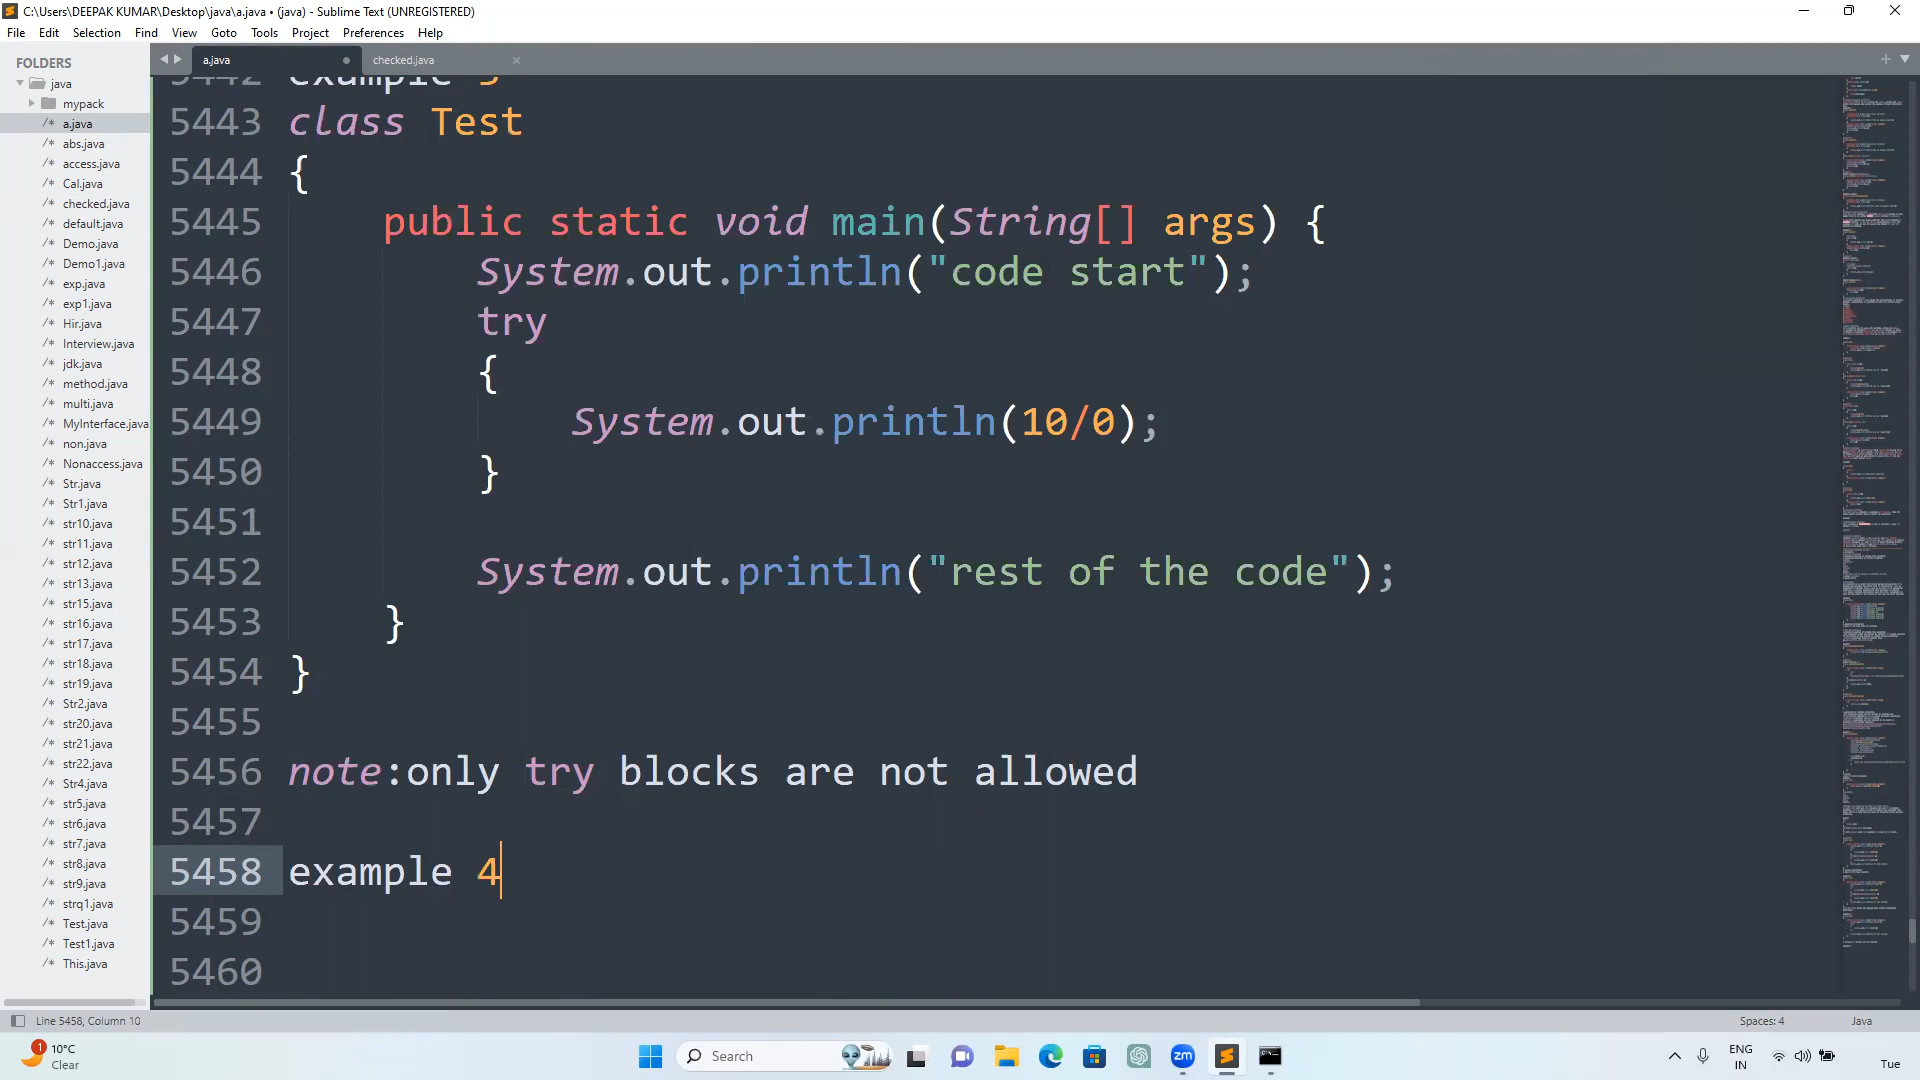 C:\Users\DEEPAK KUMAR\Desktop\java\a.java • (java) - Sublime Text (UNREGISTERED)
File Edit Selection Find View Goto Tools Project Preferences Help
FOLDERS
java
mypack
/* a.java
/* abs.java
/* access.java
/* Cal.java
/* checked.java
/* default.java
/* Demo.java
/* Demo1.java
/* exp.java
/* exp1.java
/* Hir.java
/* Interview.java
/* jdk.java
/* method.java
/* multi.java
/* MyInterface.java
/* non.java
/* Nonaccess.java
/* Str.java
/* Str1.java
/* str10.java
/* str11.java
/* str12.java
/* str13.java
/* str15.java
/* str16.java
/* str17.java
/* str18.java
/* str19.java
/* Str2.java
/* str20.java
/* str21.java
/* str22.java
/* Str4.java
/* str5.java
/* str6.java
/* str7.java
/* str8.java
/* str9.java
/* strq1.java
/* Test.java
/* Test1.java
/* This.java
a.java
checked.java
5442 example 3
5443 class Test
5444 {
5445 public static void main(String[] args) {
5446 System.out.println("code start");
5447 try
5448 {
5449 System.out.println(10/0);
5450 }
5451
5452 System.out.println("rest of the code");
5453 }
5454 }
5455
5456 note:only try blocks are not allowed
5457
5458 example 4
5459
5460
Line 5458, Column 10
Spaces: 4
Java
1
10°C
Clear
Search
zm
ENG
IN
Tue